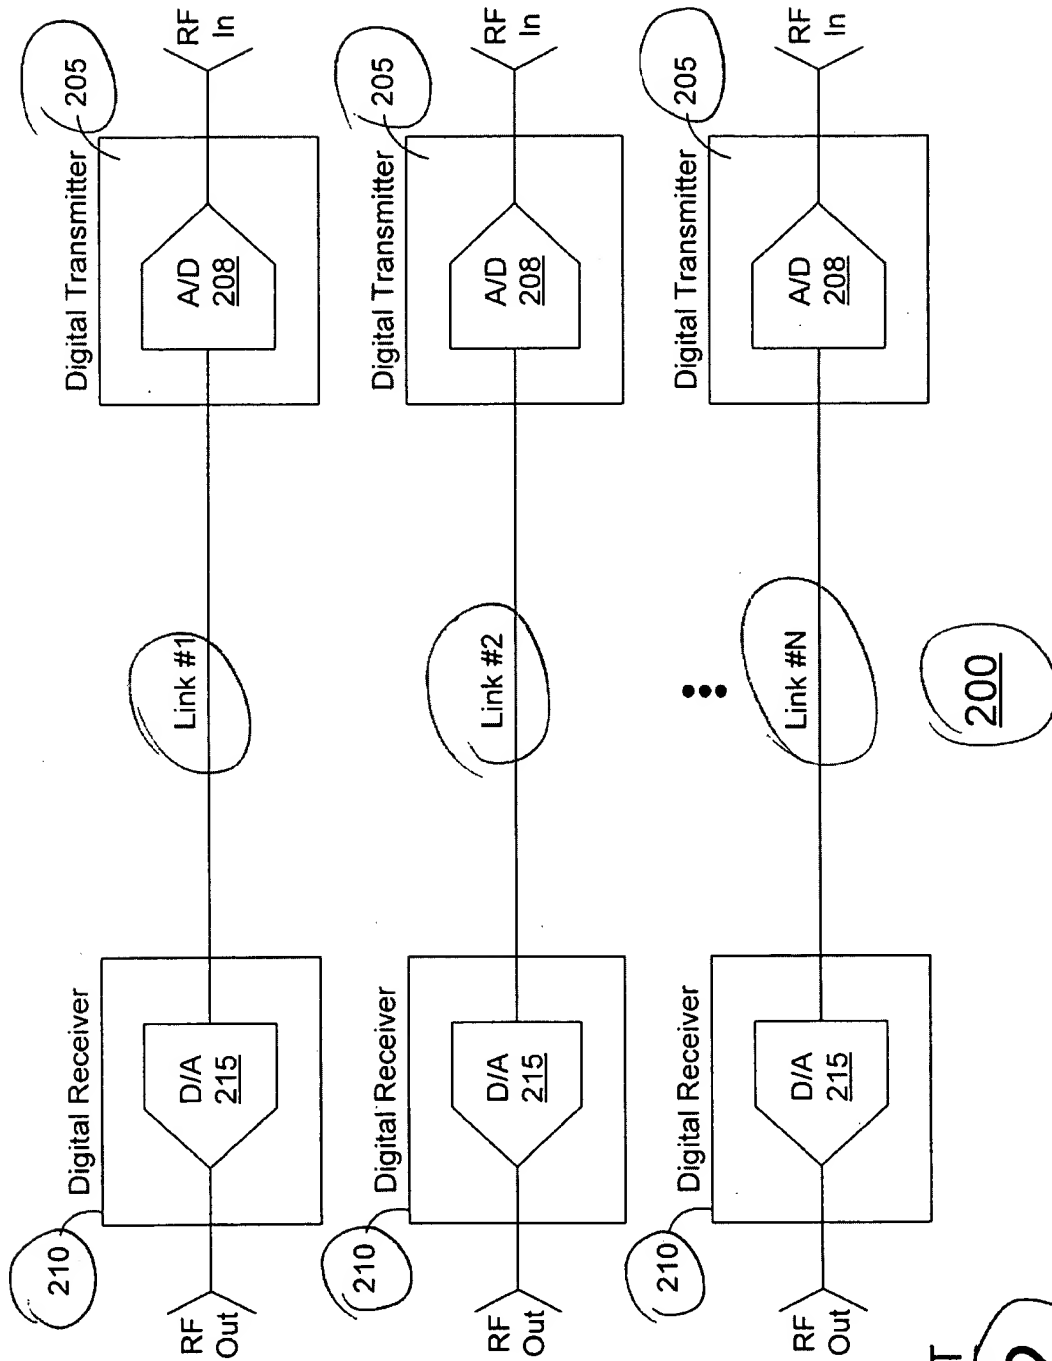 210
Digital Receiver
Digital Transmitter
205
RF
Out
D/A
215
Link #1
A/D
208
RF
In
210
Digital Receiver
Digital Transmitter
205
RF
Out
D/A
215
Link #2
A/D
208
RF
In
210
Digital Receiver
Digital Transmitter
205
RF
Out
D/A
215
Link #N
A/D
208
RF
In
200